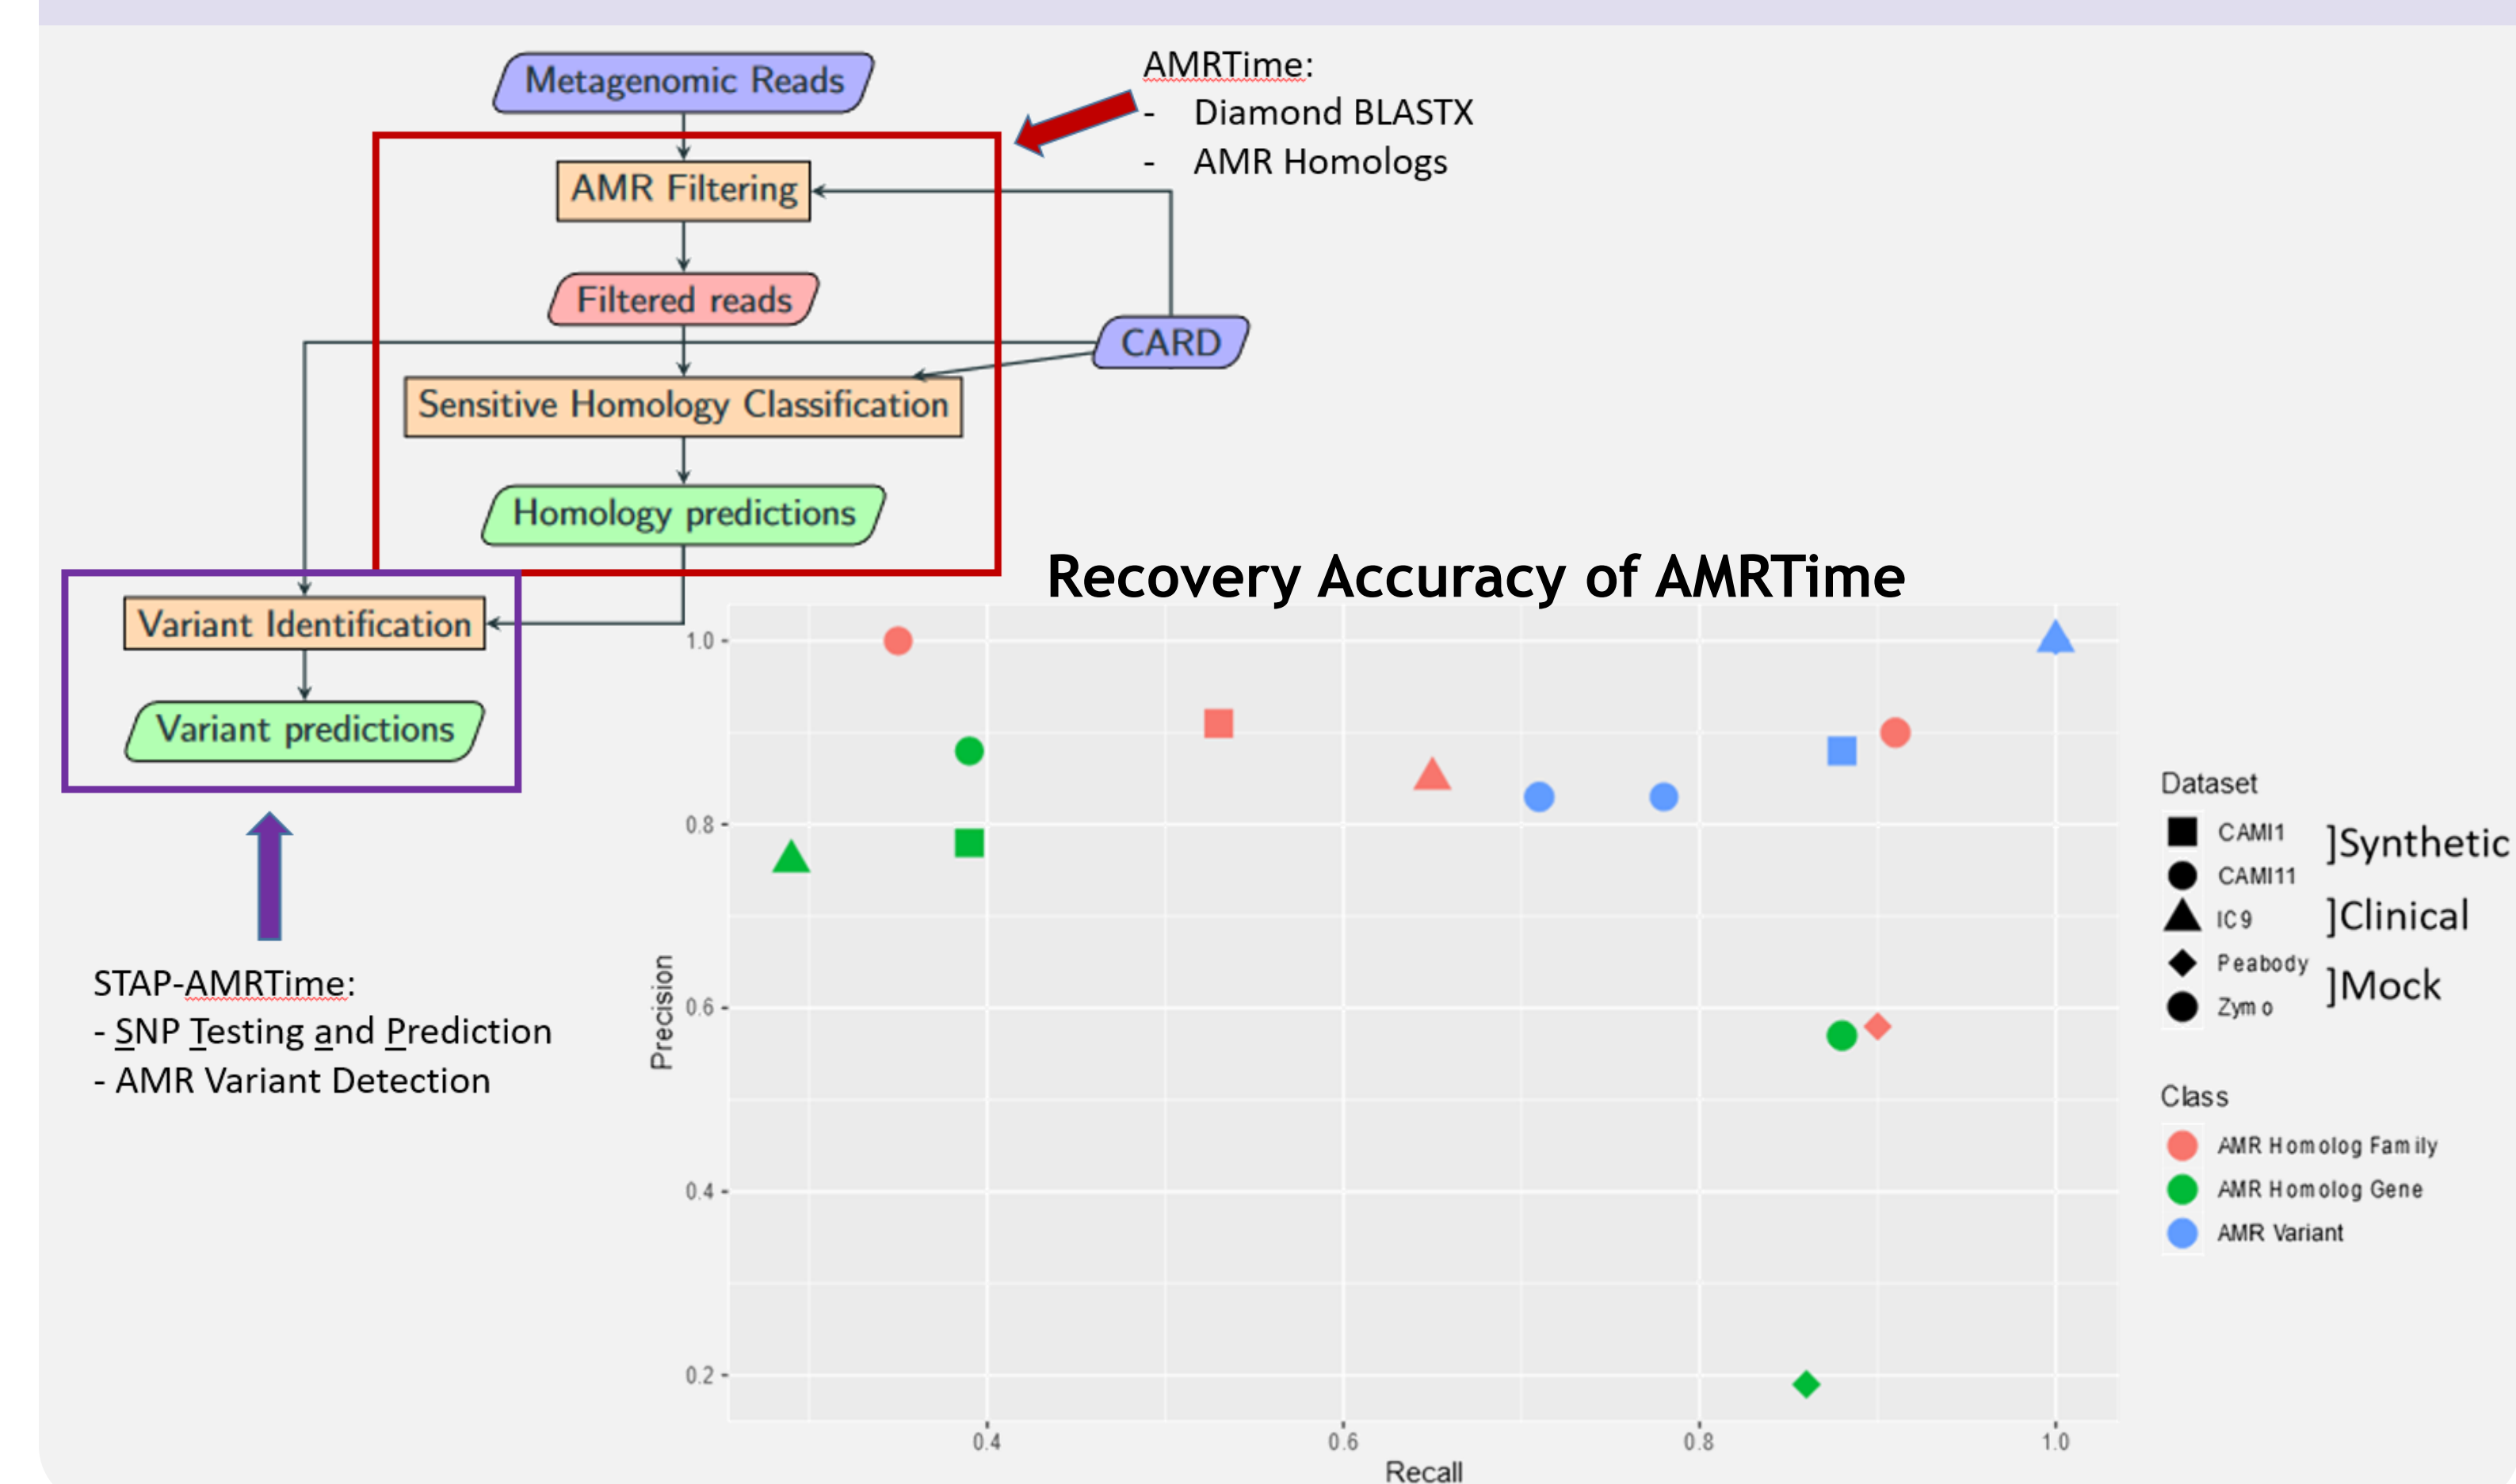 Metagenomic Reads
AMR Filtering
Filtered reads
CARD
Sensitive Homology Classification
Homology predictions
Variant Identification
Variant predictions
AMRTime:
- Diamond BLASTX
- AMR Homologs
STAP-AMRTime:
- SNP Testing and Prediction
- AMR Variant Detection
Recovery Accuracy of AMRTime
Precision
1.0
0.8
0.6
0.4
0.2
0.4
0.6
0.8
1.0
Recall
Dataset
CAMI1
CAMI11
]Synthetic
IC9
]Clinical
Peabody
Zymo
]Mock
Class
AMR Homolog Family
AMR Homolog Gene
AMR Variant